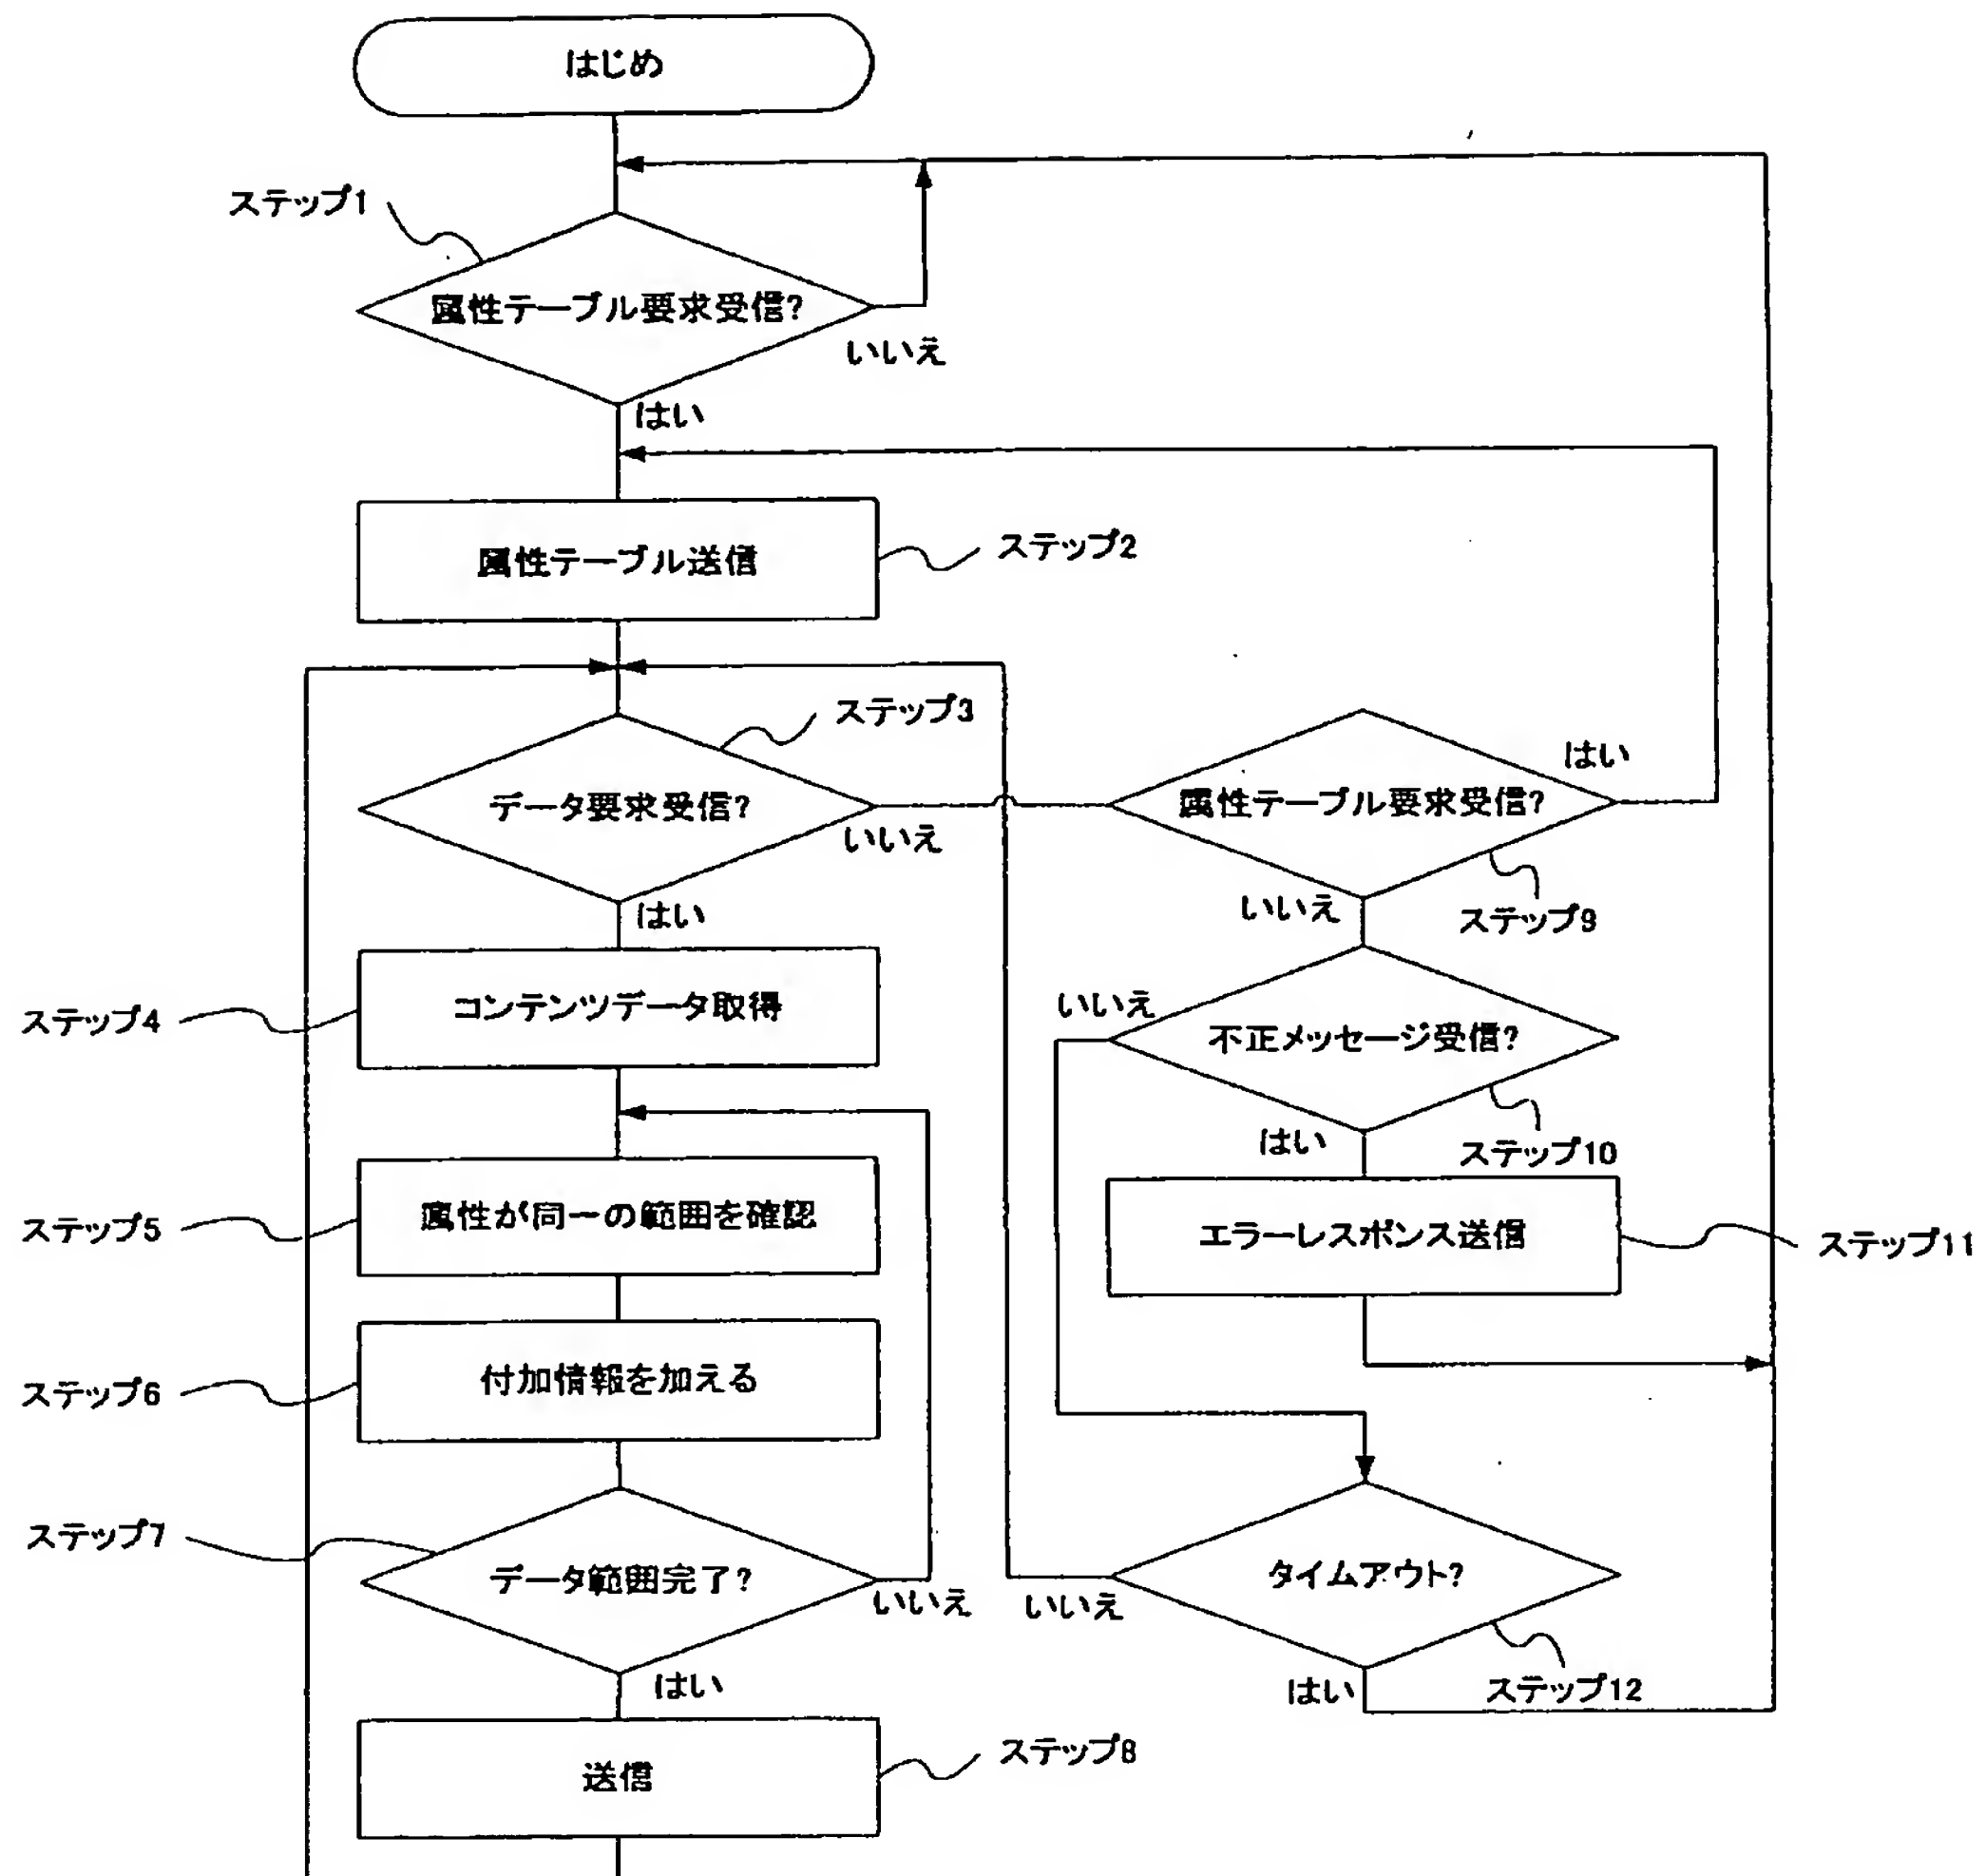 はじめ
ステップ1
属性テーブル要求受信?
いいえ
はい
属性テーブル送信
ステップ2
ステップ3
データ要求受信?
いいえ
はい
属性テーブル要求受信?
はい
いいえ
ステップ9
コンテンツデータ取得
ステップ4
いいえ
不正メッセージ受信?
はい
ステップ10
属性が同一の範囲を確認
ステップ5
エラーレスポンス送信
ステップ11
付加情報を加える
ステップ6
ステップ7
データ範囲完了?
いいえ
はい
タイムアウト?
いいえ
はい
ステップ12
送信
ステップ8